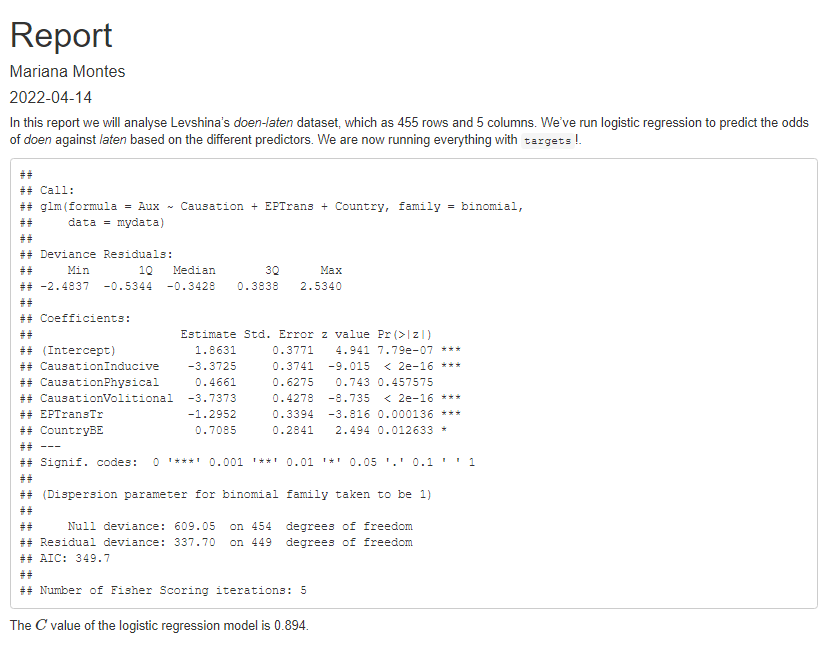 Report
Mariana Montes
2022-04-14
In this report we will analyse Levshina's doen-laten dataset, which as 455 rows and 5 columns. We've run logistic regression to predict the odds
of doen against laten based on the different predictors. We are now running everything with targets !.
##
## Call:
## glm(formula = Aux ~ Causation + EPTrans + Country, family = binomial,
##     data = mydata)
##
## Deviance Residuals:
##     Min       1Q   Median       3Q      Max
## -2.4837  -0.5344  -0.3428   0.3838   2.5340
##
## Coefficients:
##                     Estimate Std. Error z value Pr(>|z|)
## (Intercept)           1.8631     0.3771   4.941 7.79e-07 ***
## CausationInducive    -3.3725     0.3741  -9.015  < 2e-16 ***
## CausationPhysical     0.4661     0.6275   0.743 0.457575
## CausationVolitional  -3.7373     0.4278  -8.735  < 2e-16 ***
## EPTransTr            -1.2952     0.3394  -3.816 0.000136 ***
## CountryBE             0.7085     0.2841   2.494 0.012633 *
## ---
## Signif. codes:  0 '***' 0.001 '**' 0.01 '*' 0.05 '.' 0.1 ' ' 1
##
## (Dispersion parameter for binomial family taken to be 1)
##
##     Null deviance: 609.05  on 454  degrees of freedom
## Residual deviance: 337.70  on 449  degrees of freedom
## AIC: 349.7
##
## Number of Fisher Scoring iterations: 5
The C value of the logistic regression model is 0.894.